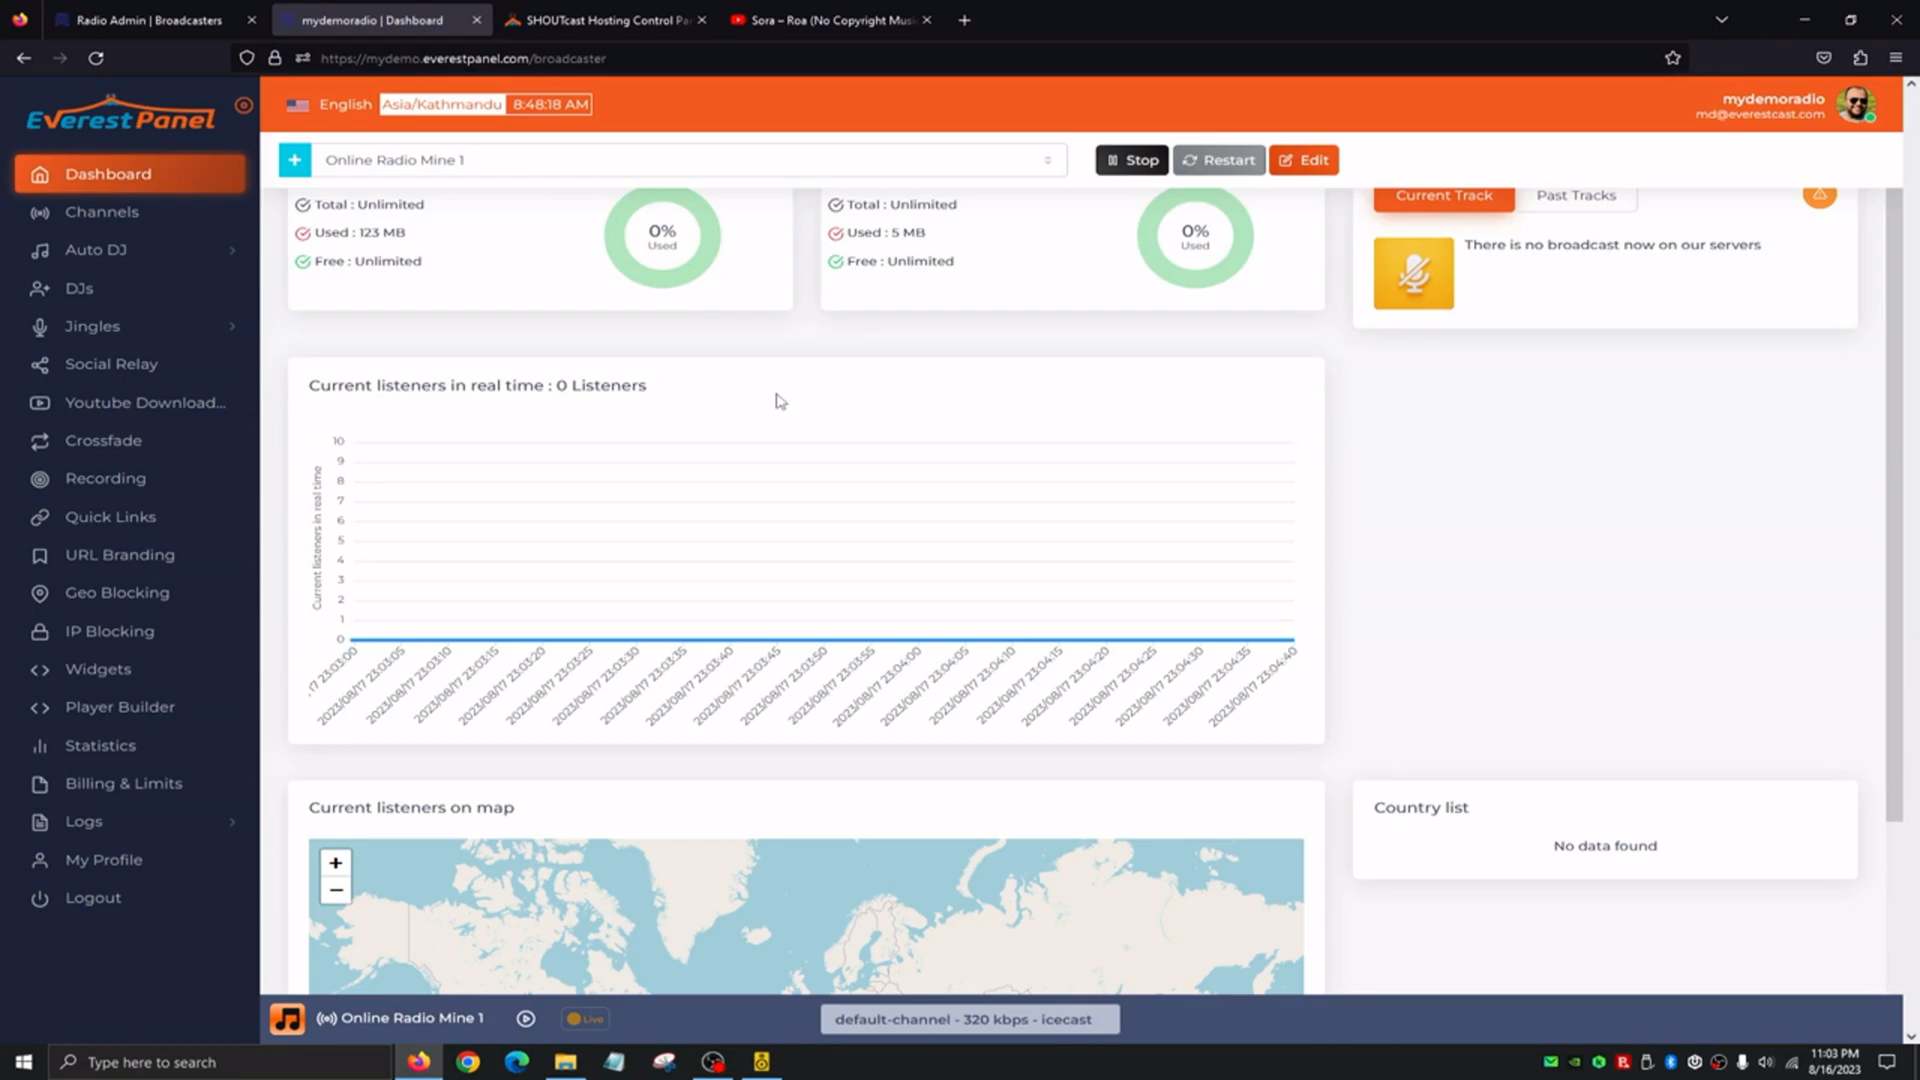 Radio Admin | Broadcasters
mydemoradio | Dashboard
SHOUTcast Hosting Control Pa
Sora – Roa (No Copyright Musi
https://mydemo.everestpanel.com/broadcaster
EverestPanel
English
Asia/Kathmandu
8:48:18 AM
mydemoradio
md@everestcast.com
Dashboard
Channels
Auto DJ
DJs
Jingles
Social Relay
Youtube Download...
Crossfade
Recording
Quick Links
URL Branding
Geo Blocking
IP Blocking
Widgets
Player Builder
Statistics
Billing & Limits
Logs
My Profile
Logout
+ Online Radio Mine 1
Stop
Restart
Edit
Total : Unlimited
Used : 123 MB
Free : Unlimited
0%
Used
Total : Unlimited
Used : 5 MB
Free : Unlimited
0%
Used
Current Track
Past Tracks
There is no broadcast now on our servers
Current listeners in real time : 0 Listeners
Current listeners in real time
10
9
8
7
6
5
4
3
2
1
0
17 23:03:00
2023/08/17 23:03:05
2023/08/17 23:03:10
2023/08/17 23:03:15
2023/08/17 23:03:20
2023/08/17 23:03:25
2023/08/17 23:03:30
2023/08/17 23:03:35
2023/08/17 23:03:40
2023/08/17 23:03:45
2023/08/17 23:03:50
2023/08/17 23:03:55
2023/08/17 23:04:00
2023/08/17 23:04:05
2023/08/17 23:04:10
2023/08/17 23:04:15
2023/08/17 23:04:20
2023/08/17 23:04:25
2023/08/17 23:04:30
2023/08/17 23:04:35
2023/08/17 23:04:40
Current listeners on map
+
−
Country list
No data found
Online Radio Mine 1
Live
default-channel - 320 kbps - icecast
Type here to search
11:03 PM
8/16/2023